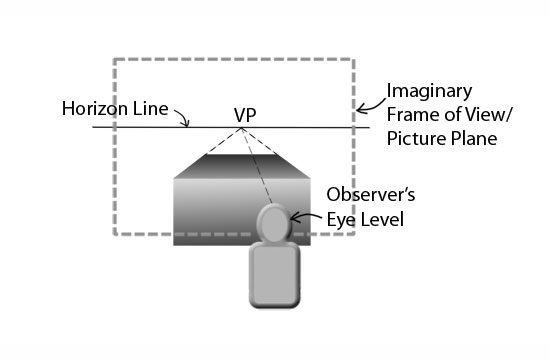 Horizon Line
VP
Imaginary
Frame of View/
Picture Plane
Observer's
Eye Level